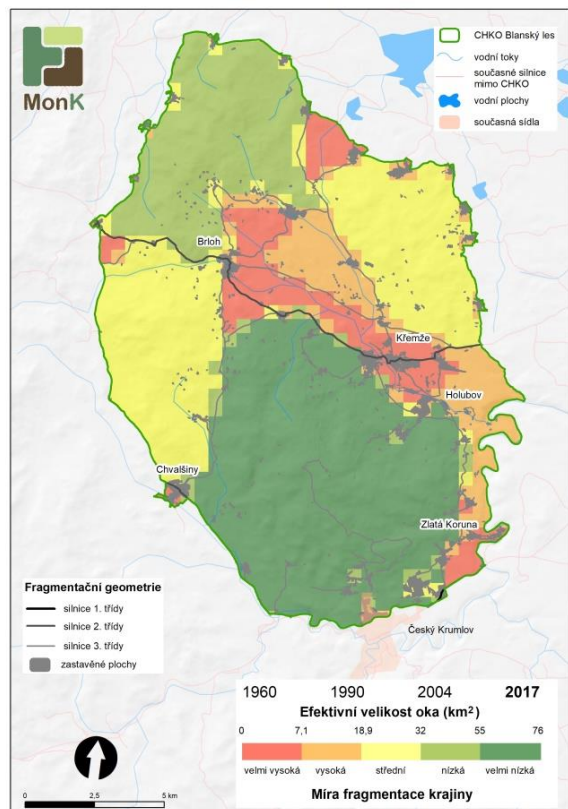 MonK
CHKO Blanský les
vodní toky
současné silnice
mimo CHKO
vodní plochy
současná sídla
Brloh
Křemže
Holubov
Chvalšiny
Zlatá Koruna
Český Krumlov
Fragmentační geometrie
silnice 1. třídy
silnice 2. třídy
silnice 3. třídy
zastavěné plochy
0 2,5 5 km
1960 1990 2004 2017
Efektivní velikost oka (km²)
0 7,1 18,9 32 55 76
velmi vysoká vysoká střední nízká velmi nízká
Míra fragmentace krajiny